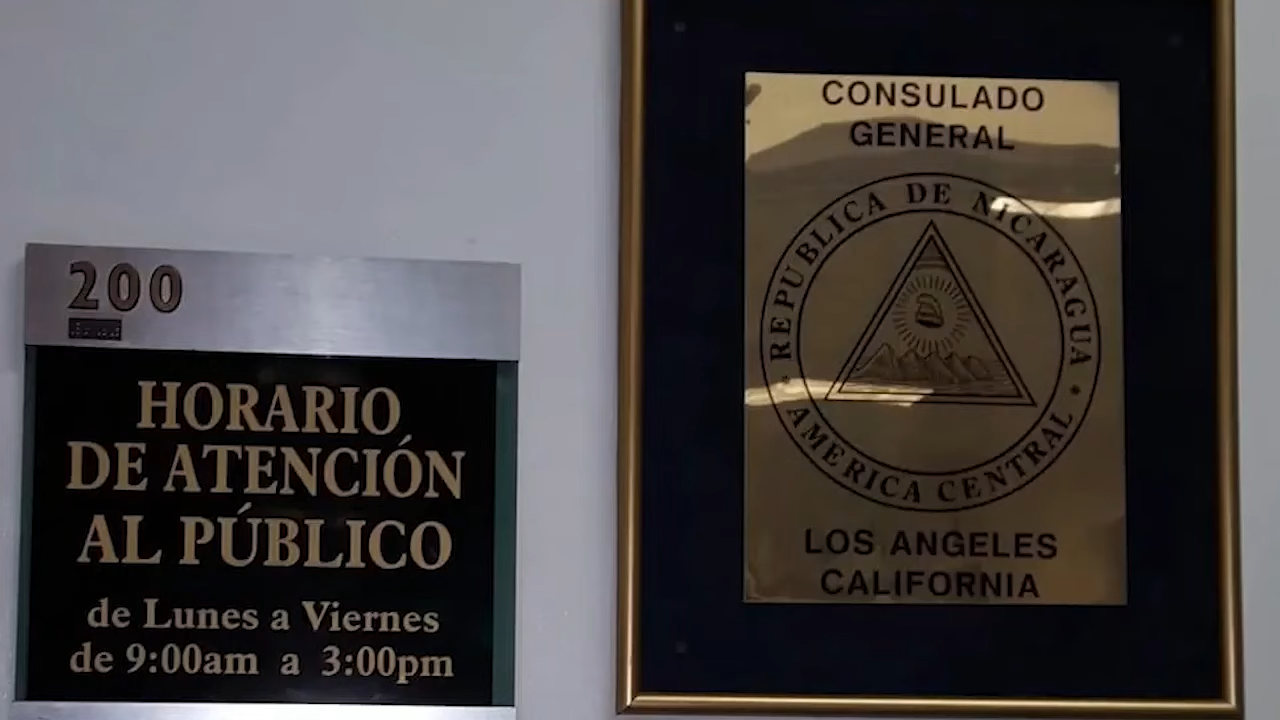 200
HORARIO
DE ATENCIÓN
AL PÚBLICO
de Lunes a Viernes
de 9:00am a 3:00pm
CONSULADO
GENERAL
REPUBLICA DE NICARAGUA
AMERICA CENTRAL
LOS ANGELES
CALIFORNIA